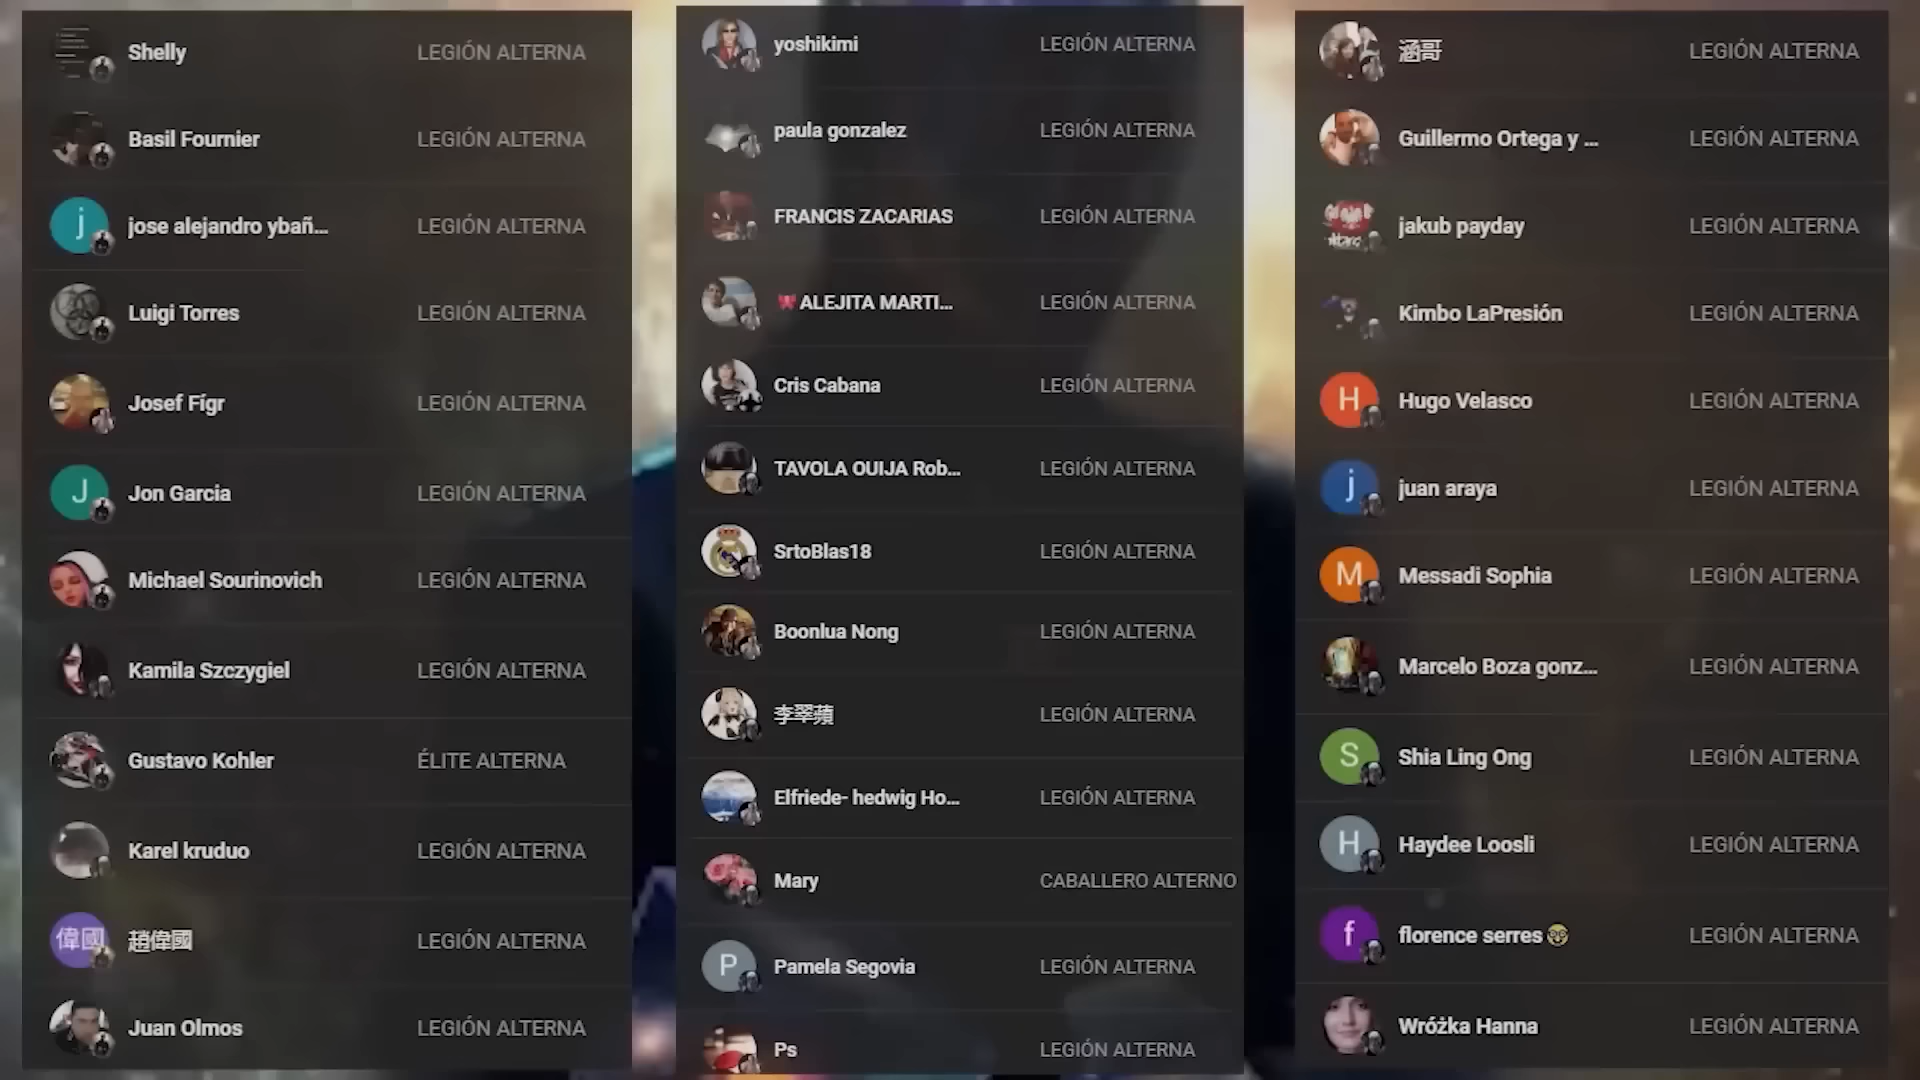 Shelly LEGIÓN ALTERNA
Basil Fournier LEGIÓN ALTERNA
j jose alejandro ybañ... LEGIÓN ALTERNA
Luigi Torres LEGIÓN ALTERNA
Josef Fígr LEGIÓN ALTERNA
J Jon Garcia LEGIÓN ALTERNA
Michael Sourinovich LEGIÓN ALTERNA
Kamila Szczygiel LEGIÓN ALTERNA
Gustavo Kohler ÉLITE ALTERNA
Karel kruduo LEGIÓN ALTERNA
偉國 趙偉國 LEGIÓN ALTERNA
Juan Olmos LEGIÓN ALTERNA
yoshikimi LEGIÓN ALTERNA
paula gonzalez LEGIÓN ALTERNA
FRANCIS ZACARIAS LEGIÓN ALTERNA
🎀ALEJITA MARTI... LEGIÓN ALTERNA
Cris Cabana LEGIÓN ALTERNA
TAVOLA OUIJA Rob... LEGIÓN ALTERNA
SrtoBlas18 LEGIÓN ALTERNA
Boonlua Nong LEGIÓN ALTERNA
李翠蘋 LEGIÓN ALTERNA
Elfriede- hedwig Ho... LEGIÓN ALTERNA
Mary CABALLERO ALTERNO
P Pamela Segovia LEGIÓN ALTERNA
Ps LEGIÓN ALTERNA
涵哥 LEGIÓN ALTERNA
Guillermo Ortega y ... LEGIÓN ALTERNA
jakub payday LEGIÓN ALTERNA
Kimbo LaPresión LEGIÓN ALTERNA
H Hugo Velasco LEGIÓN ALTERNA
j juan araya LEGIÓN ALTERNA
M Messadi Sophia LEGIÓN ALTERNA
Marcelo Boza gonz... LEGIÓN ALTERNA
S Shia Ling Ong LEGIÓN ALTERNA
H Haydee Loosli LEGIÓN ALTERNA
f florence serres🤓 LEGIÓN ALTERNA
Wróżka Hanna LEGIÓN ALTERNA